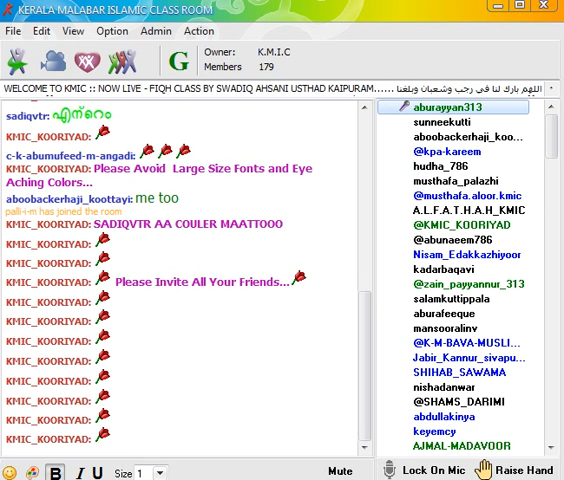 KERALA MALABAR ISLAMIC CLASS ROOM
File Edit View Option Admin Action
G
Owner: K.M.I.C
Members 179
WELCOME TO KMIC :: NOW LIVE - FIQH CLASS BY SWADIQ AHSANI USTHAD KAIPURAM..... اللهم بارك لنا في رجب وشعبان وبلغنا
sadiqvtr: എന്റെം
KMIC_KOORIYAD:
c-k-abumufeed-m-angadi:
KMIC_KOORIYAD: Please Avoid Large Size Fonts and Eye
Aching Colors...
aboobackerhaji_koottayi: me too
palli-i-m has joined the room
KMIC_KOORIYAD: SADIQVTR AA COULER MAATTOOO
KMIC_KOORIYAD:
KMIC_KOORIYAD:
KMIC_KOORIYAD: Please Invite All Your Friends...
KMIC_KOORIYAD:
KMIC_KOORIYAD:
KMIC_KOORIYAD:
KMIC_KOORIYAD:
KMIC_KOORIYAD:
KMIC_KOORIYAD:
KMIC_KOORIYAD:
KMIC_KOORIYAD:
aburayyan313
sunneekutti
aboobackerhaji_koo...
@kpa-kareem
hudha_786
musthafa_palazhi
@musthafa.aloor.kmic
A.L.F.A.T.H.A.H_KMIC
@KMIC_KOORIYAD
@abunaeem786
Nisam_Edakkazhiyoor
kadarbaqavi
@zain_payyannur_313
salamkuttippala
aburafeeque
mansooralinv
@K-M-BAVA-MUSLI...
Jabir_Kannur_sivapu...
SHIHAB_SAWAMA
nishadanwar
@SHAMS_DARIMI
abdullakinya
keyemcy
AJMAL-MADAVOOR
B I U Size 1 Mute
Lock On Mic Raise Hand